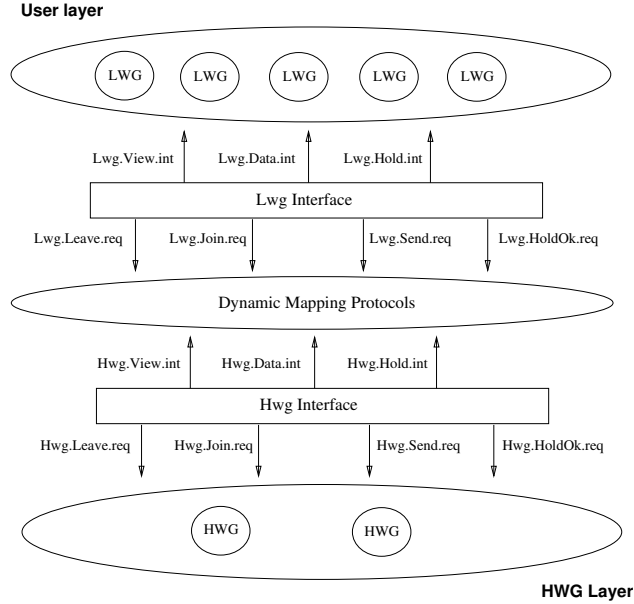 User layer
LWG LWG LWG LWG LWG
Lwg.View.int Lwg.Data.int Lwg.Hold.int
Lwg Interface
Lwg.Leave.req Lwg.Join.req Lwg.Send.req Lwg.HoldOk.req
Dynamic Mapping Protocols
Hwg.View.int Hwg.Data.int Hwg.Hold.int
Hwg Interface
Hwg.Leave.req Hwg.Join.req Hwg.Send.req Hwg.HoldOk.req
HWG HWG
HWG Layer